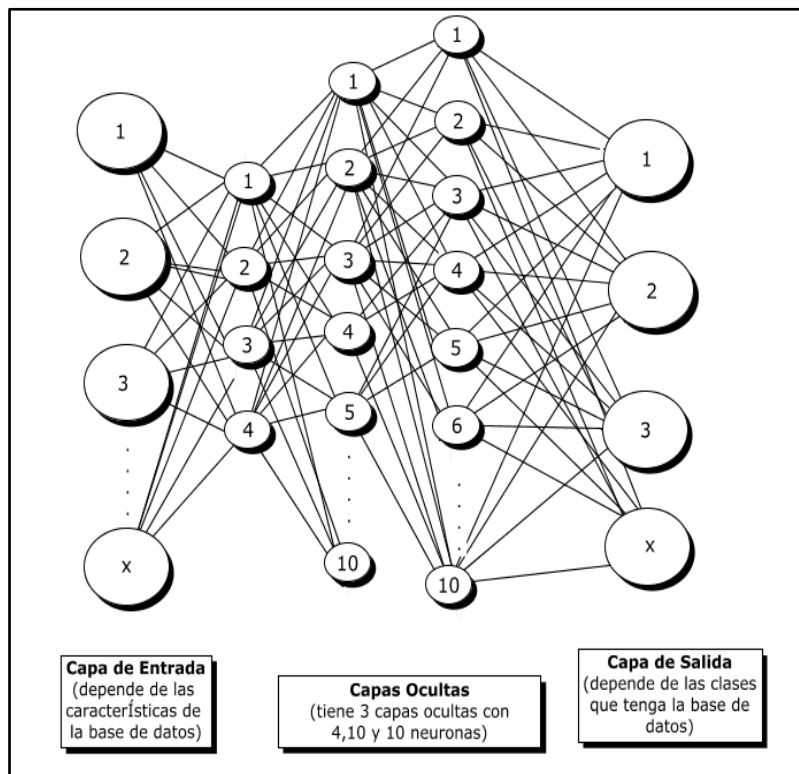 1
2
3
x
1
2
3
4
1
2
3
4
5
10
1
2
3
4
5
6
10
1
2
3
x
Capa de Entrada
(depende de las
características de
la base de datos)
Capas Ocultas
(tiene 3 capas ocultas con
4,10 y 10 neuronas)
Capa de Salida
(depende de las clases
que tenga la base de
datos)